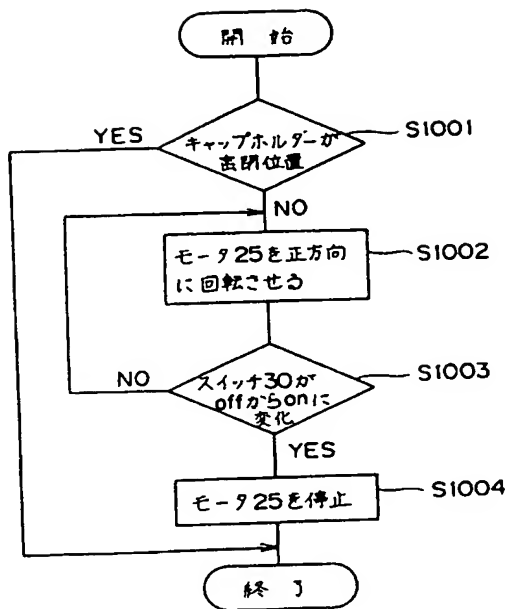 開始
YES
キャップホルダーが
密閉位置
S1001
NO
モータ25を正方向
に回転させる
S1002
NO
スイッチ30が
offからonに
変化
S1003
YES
モータ25を停止
S1004
終了